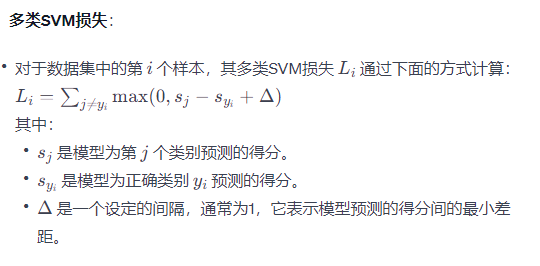 多类SVM损失：
• 对于数据集中的第 i 个样本，其多类SVM损失 L_i 通过下面的方式计算：
L_i = ∑_{j≠y_i} max(0, s_j − s_{y_i} + Δ)
其中：
• s_j 是模型为第 j 个类别预测的得分。
• s_{y_i} 是模型为正确类别 y_i 预测的得分。
• Δ 是一个设定的间隔，通常为1，它表示模型预测的得分间的最小差
距。